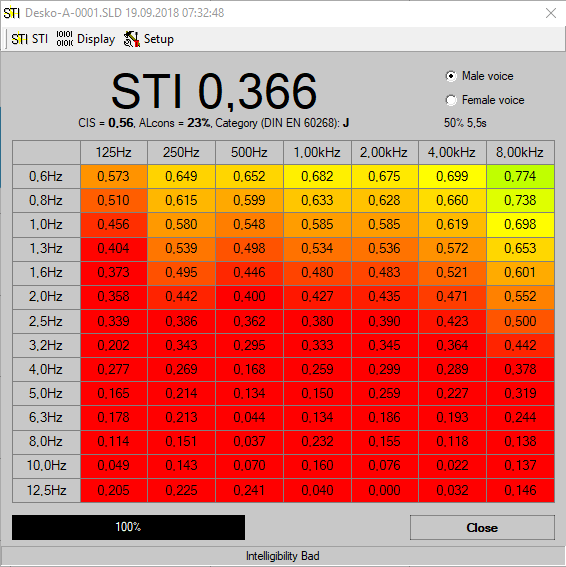 STI Desko-A-0001.SLD 19.09.2018 07:32:48
STI STI 1010 0101 Display Setup
STI 0,366
Male voice
Female voice
CIS = 0,56, ALcons = 23%, Category (DIN EN 60268): J
50% 5,5s
125Hz 250Hz 500Hz 1,00kHz 2,00kHz 4,00kHz 8,00kHz
0,6Hz 0,573 0,649 0,652 0,682 0,675 0,699 0,774
0,8Hz 0,510 0,615 0,599 0,633 0,628 0,660 0,738
1,0Hz 0,456 0,580 0,548 0,585 0,585 0,619 0,698
1,3Hz 0,404 0,539 0,498 0,534 0,536 0,572 0,653
1,6Hz 0,373 0,495 0,446 0,480 0,483 0,521 0,601
2,0Hz 0,358 0,442 0,400 0,427 0,435 0,471 0,552
2,5Hz 0,339 0,386 0,362 0,380 0,390 0,423 0,500
3,2Hz 0,202 0,343 0,295 0,333 0,345 0,364 0,442
4,0Hz 0,277 0,269 0,168 0,259 0,299 0,289 0,378
5,0Hz 0,165 0,214 0,134 0,150 0,259 0,227 0,319
6,3Hz 0,178 0,213 0,044 0,134 0,186 0,193 0,244
8,0Hz 0,114 0,151 0,037 0,232 0,155 0,118 0,138
10,0Hz 0,049 0,143 0,070 0,160 0,076 0,022 0,137
12,5Hz 0,205 0,225 0,241 0,040 0,000 0,032 0,146
100%
Close
Intelligibility Bad